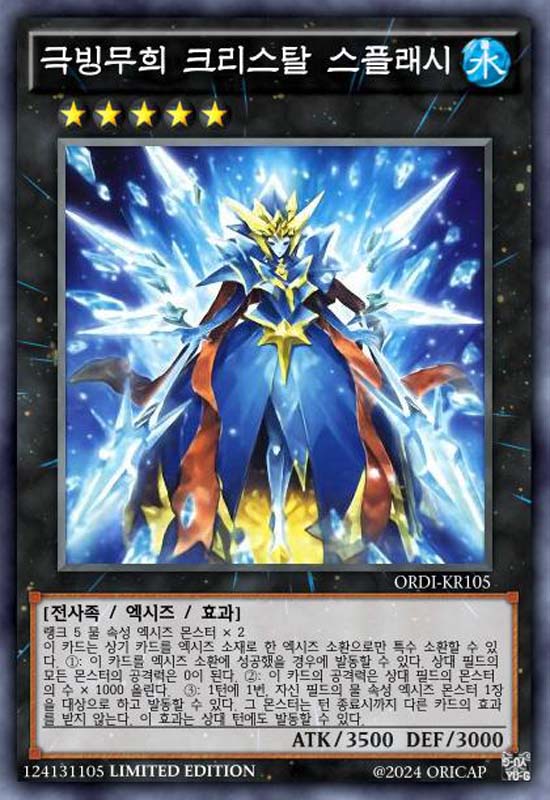 극빙무희 크리스탈 스플래시
氷
ORDI-KR105
[전사족 / 엑시즈 / 효과]
랭크 5 물 속성 엑시즈 몬스터 × 2
이 카드는 상기 카드를 엑시즈 소재로 한 엑시즈 소환으로만 특수 소환할 수 있
다. ①: 이 카드를 엑시즈 소환에 성공했을 경우에 발동할 수 있다. 상대 필드의
모든 몬스터의 공격력은 0이 된다. ②: 이 카드의 공격력은 상대 필드의 몬스터
의 수 × 1000 올린다. ③: 1턴에 1번, 자신 필드의 물 속성 엑시즈 몬스터 1장
을 대상으로 하고 발동할 수 있다. 그 몬스터는 턴 종료시까지 다른 카드의 효과
를 받지 않는다. 이 효과는 상대 턴에도 발동할 수 있다.
ATK / 3500 DEF / 3000
124131105 LIMITED EDITION
@2024 ORICAP